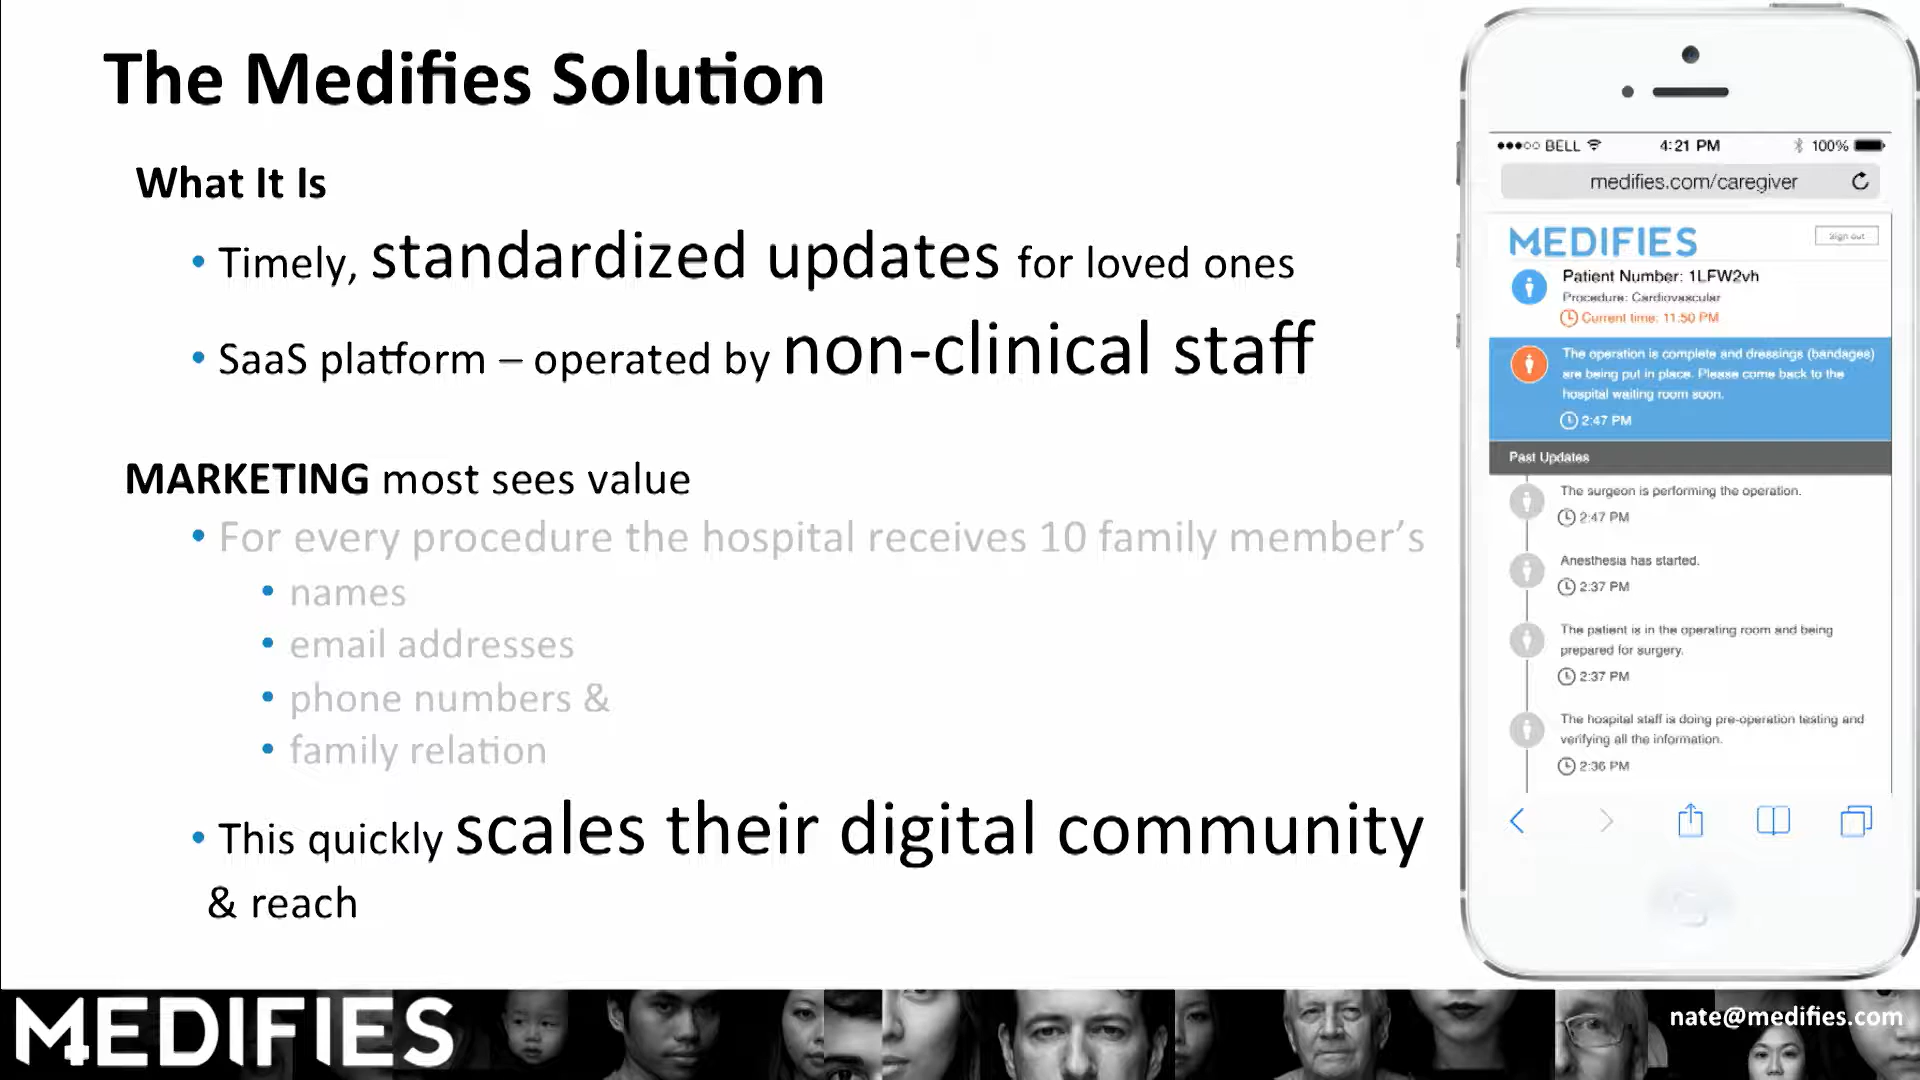 The Medifies Solution
What It Is
• Timely, standardized updates for loved ones
• SaaS platform – operated by non-clinical staff
MARKETING most sees value
• For every procedure the hospital receives 10 family member’s
• names
• email addresses
• phone numbers &
• family relation
• This quickly scales their digital community
& reach
BELL 4:21 PM 100%
medifies.com/caregiver
MEDIFIES Sign out
Patient Number: 1LFW2vh
Procedure: Cardiovascular
Current time: 11:50 PM
The operation is complete and dressings (bandages)
are being put in place. Please come back to the
hospital waiting room soon.
2:47 PM
Past Updates
The surgeon is performing the operation.
2:47 PM
Anesthesia has started.
2:37 PM
The patient is in the operating room and being
prepared for surgery.
2:37 PM
The hospital staff is doing pre-operation testing and
verifying all the information.
2:36 PM
MEDIFIES
nate@medifies.com